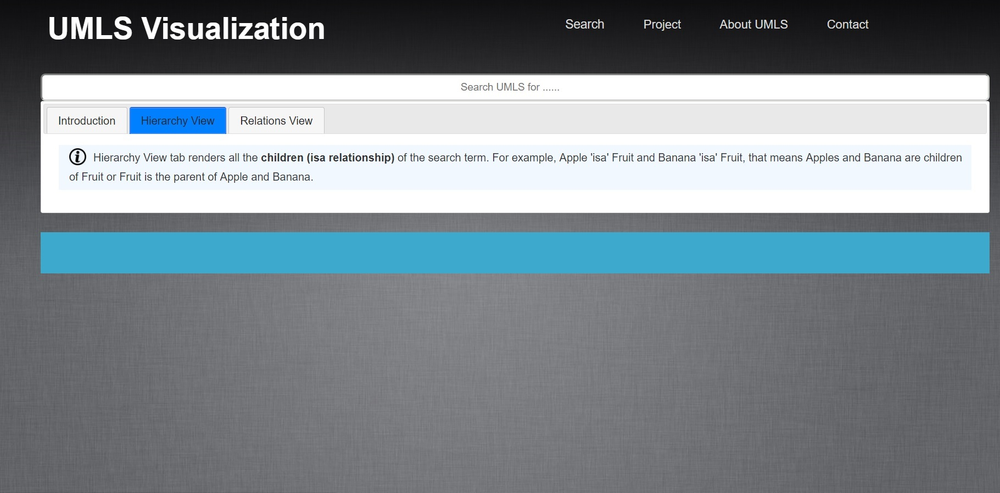 UMLS Visualization
Search Project About UMLS Contact
Search UMLS for ......
Introduction Hierarchy View Relations View
Hierarchy View tab renders all the children (isa relationship) of the search term. For example, Apple 'isa' Fruit and Banana 'isa' Fruit, that means Apples and Banana are children
of Fruit or Fruit is the parent of Apple and Banana.